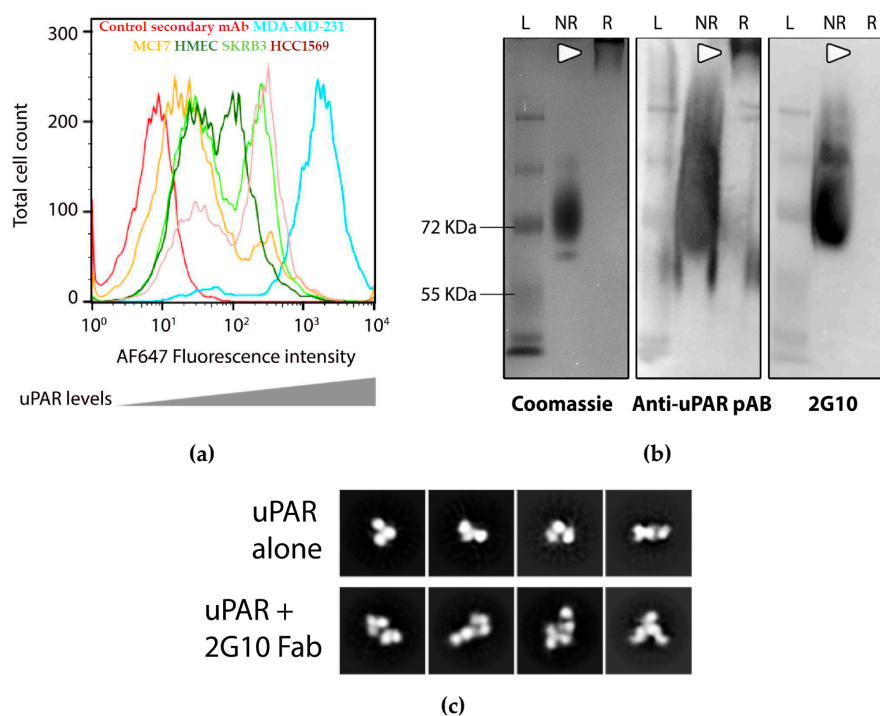 Control secondary mAb MDA-MD-231
MCF7 HMEC SKRB3 HCC1569
300
200
100
0
Total cell count
10⁰ 10¹ 10² 10³ 10⁴
AF647 Fluorescence intensity
uPAR levels
(a)
L NR R L NR R L NR R
72 KDa
55 KDa
Coomassie Anti-uPAR pAB 2G10
(b)
uPAR
alone
uPAR +
2G10 Fab
(c)